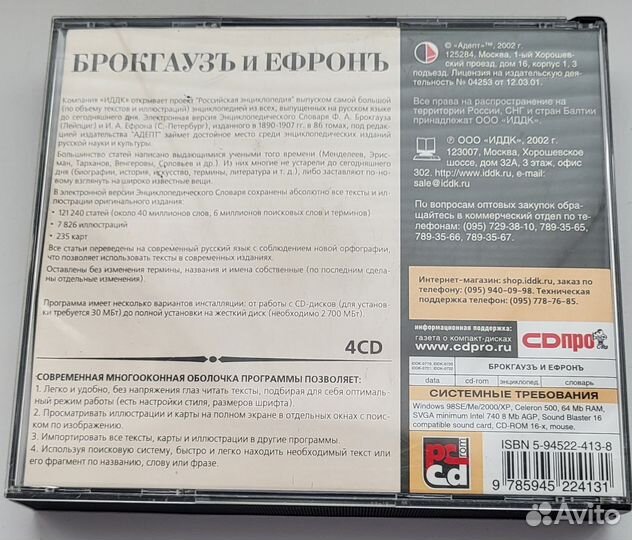 БРОКГАУЗЪ и ЕФРОНЪ
Компания «ИДДК» открывает проект "Российская энциклопедия" выпуском самой большой
(по объему текстов и иллюстраций) энциклопедией из всех, выпущенных на русском языке до
сегодняшнего дня. Электронная версия Энциклопедического Словаря Ф. А. Брокгауза
(Лейпциг) и И. А. Ефрона (С.-Петербург), изданного в 1890-1907 гг. в 86 томах, под редак-
цией издательства "АДЕПТ" займет достойное место среди энциклопедических изданий
русской науки и культуры.
Большинство статей написано выдающимися учеными того времени (Менделеев, Эрис-
ман, Тарханов, Венгеровы, Соловьев и др.). Из них многие не устарели до сегодняшнего
дня (биографии, история, искусство, термины, литература и т. д.), либо заставляют по-
новому взглянуть на широко известные вещи.
В электронной версии Энциклопедического Словаря сохранены абсолютно все тексты и
иллюстрации оригинального издания:
• 121 240 статей (около 40 миллионов слов, 6 миллионов поисковых слов и терминов)
• 7 826 иллюстраций
• 235 карт
Все статьи переведены на современный русский язык с соблюдением новой орфографии,
что позволяет использовать тексты в современных изданиях.
Оставлены без изменения термины, названия и имена собственные (по последним сдела-
ны отдельные изменения).
Программа имеет несколько вариантов инсталляции: от работы с CD-дисков (для установ-
ки требуется 30 МБт) до полной установки на жесткий диск (необходимо 2 700 МБт).
4CD
СОВРЕМЕННАЯ МНОГООКОННАЯ ОБОЛОЧКА ПРОГРАММЫ ПОЗВОЛЯЕТ:
1. Легко и удобно, без напряжения глаз читать тексты, подбирая для себя оптималь-
ный режим работы (есть настройки стиля, размеров шрифта).
2. Просматривать иллюстрации и карты на полном экране в отдельных окнах с поис-
ком по изображению.
3. Импортировать все тексты, карты и иллюстрации в другие программы.
4. Используя поисковую систему, быстро и легко находить необходимый текст или
его фрагмент по названию, слову или фразе.
© «Адепт»™, 2002 г.
125284, Москва, 1-ый Хорошев-
ский проезд, дом 16, корпус 1, 3
подъезд. Лицензия на издательскую деятель-
ность № 04253 от 12.03.01.
Все права на распространение на
территории России, СНГ и стран Балтии
принадлежат ООО «ИДДК».
℗ ООО «ИДДК», 2002 г.
123007, Москва, Хорошевское
шоссе, дом 32А, 3 этаж, офис
302. http://www.iddk.ru, e-mail:
sale@iddk.ru
По вопросам оптовых закупок обра-
щайтесь в коммерческий отдел по те-
лефону: (095) 729-38-10, 789-35-65,
789-35-66, 789-35-67.
Интернет-магазин: shop.iddk.ru, заказ по
телефону: (095) 940-09-98. Техническая
поддержка телефон: (095) 778-76-85.
информационная поддержка:
газета о компакт-дисках
www.cdpro.ru
CDпро
БРОКГАУЗЪ И ЕФРОНЪ
data cd-rom энциклопед. словарь
СИСТЕМНЫЕ ТРЕБОВАНИЯ
Windows 98SE/Me/2000/XP, Celeron 500, 64 Mb RAM,
SVGA minimum Intel 740 8 Mb AGP, Sound Blaster 16
compatible sound card, CD-ROM 16-x, mouse.
pc
Cd
rom
ISBN 5-94522-413-8
9 785945 224131
Avito